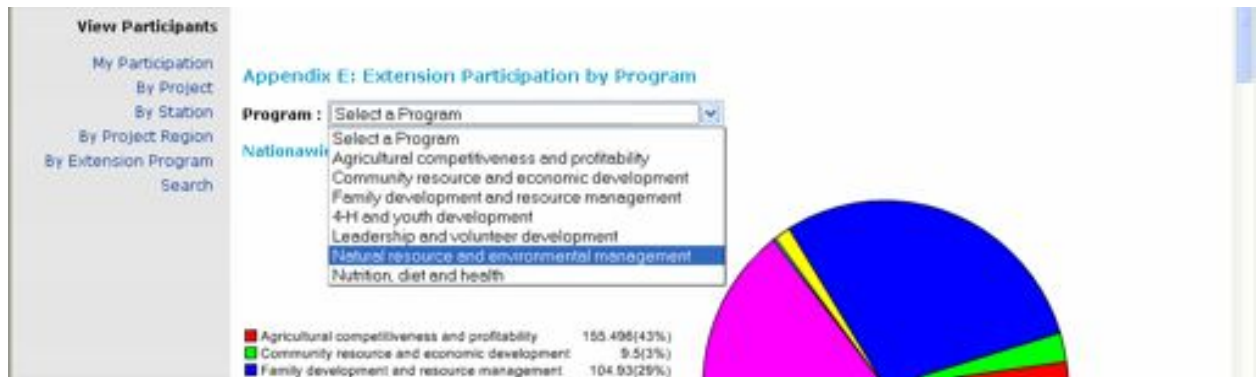 View Participants
My Participation
By Project
By Station
By Project Region
By Extension Program
Search
Appendix E: Extension Participation by Program
Program : Select a Program
Select a Program
Agricultural competitiveness and profitability
Community resource and economic development
Family development and resource management
4-H and youth development
Leadership and volunteer development
Natural resource and environmental management
Nutrition, diet and health
Agricultural competitiveness and profitability 155.496(43%)
Community resource and economic development 9.5(3%)
Family development and resource management 104.93(29%)